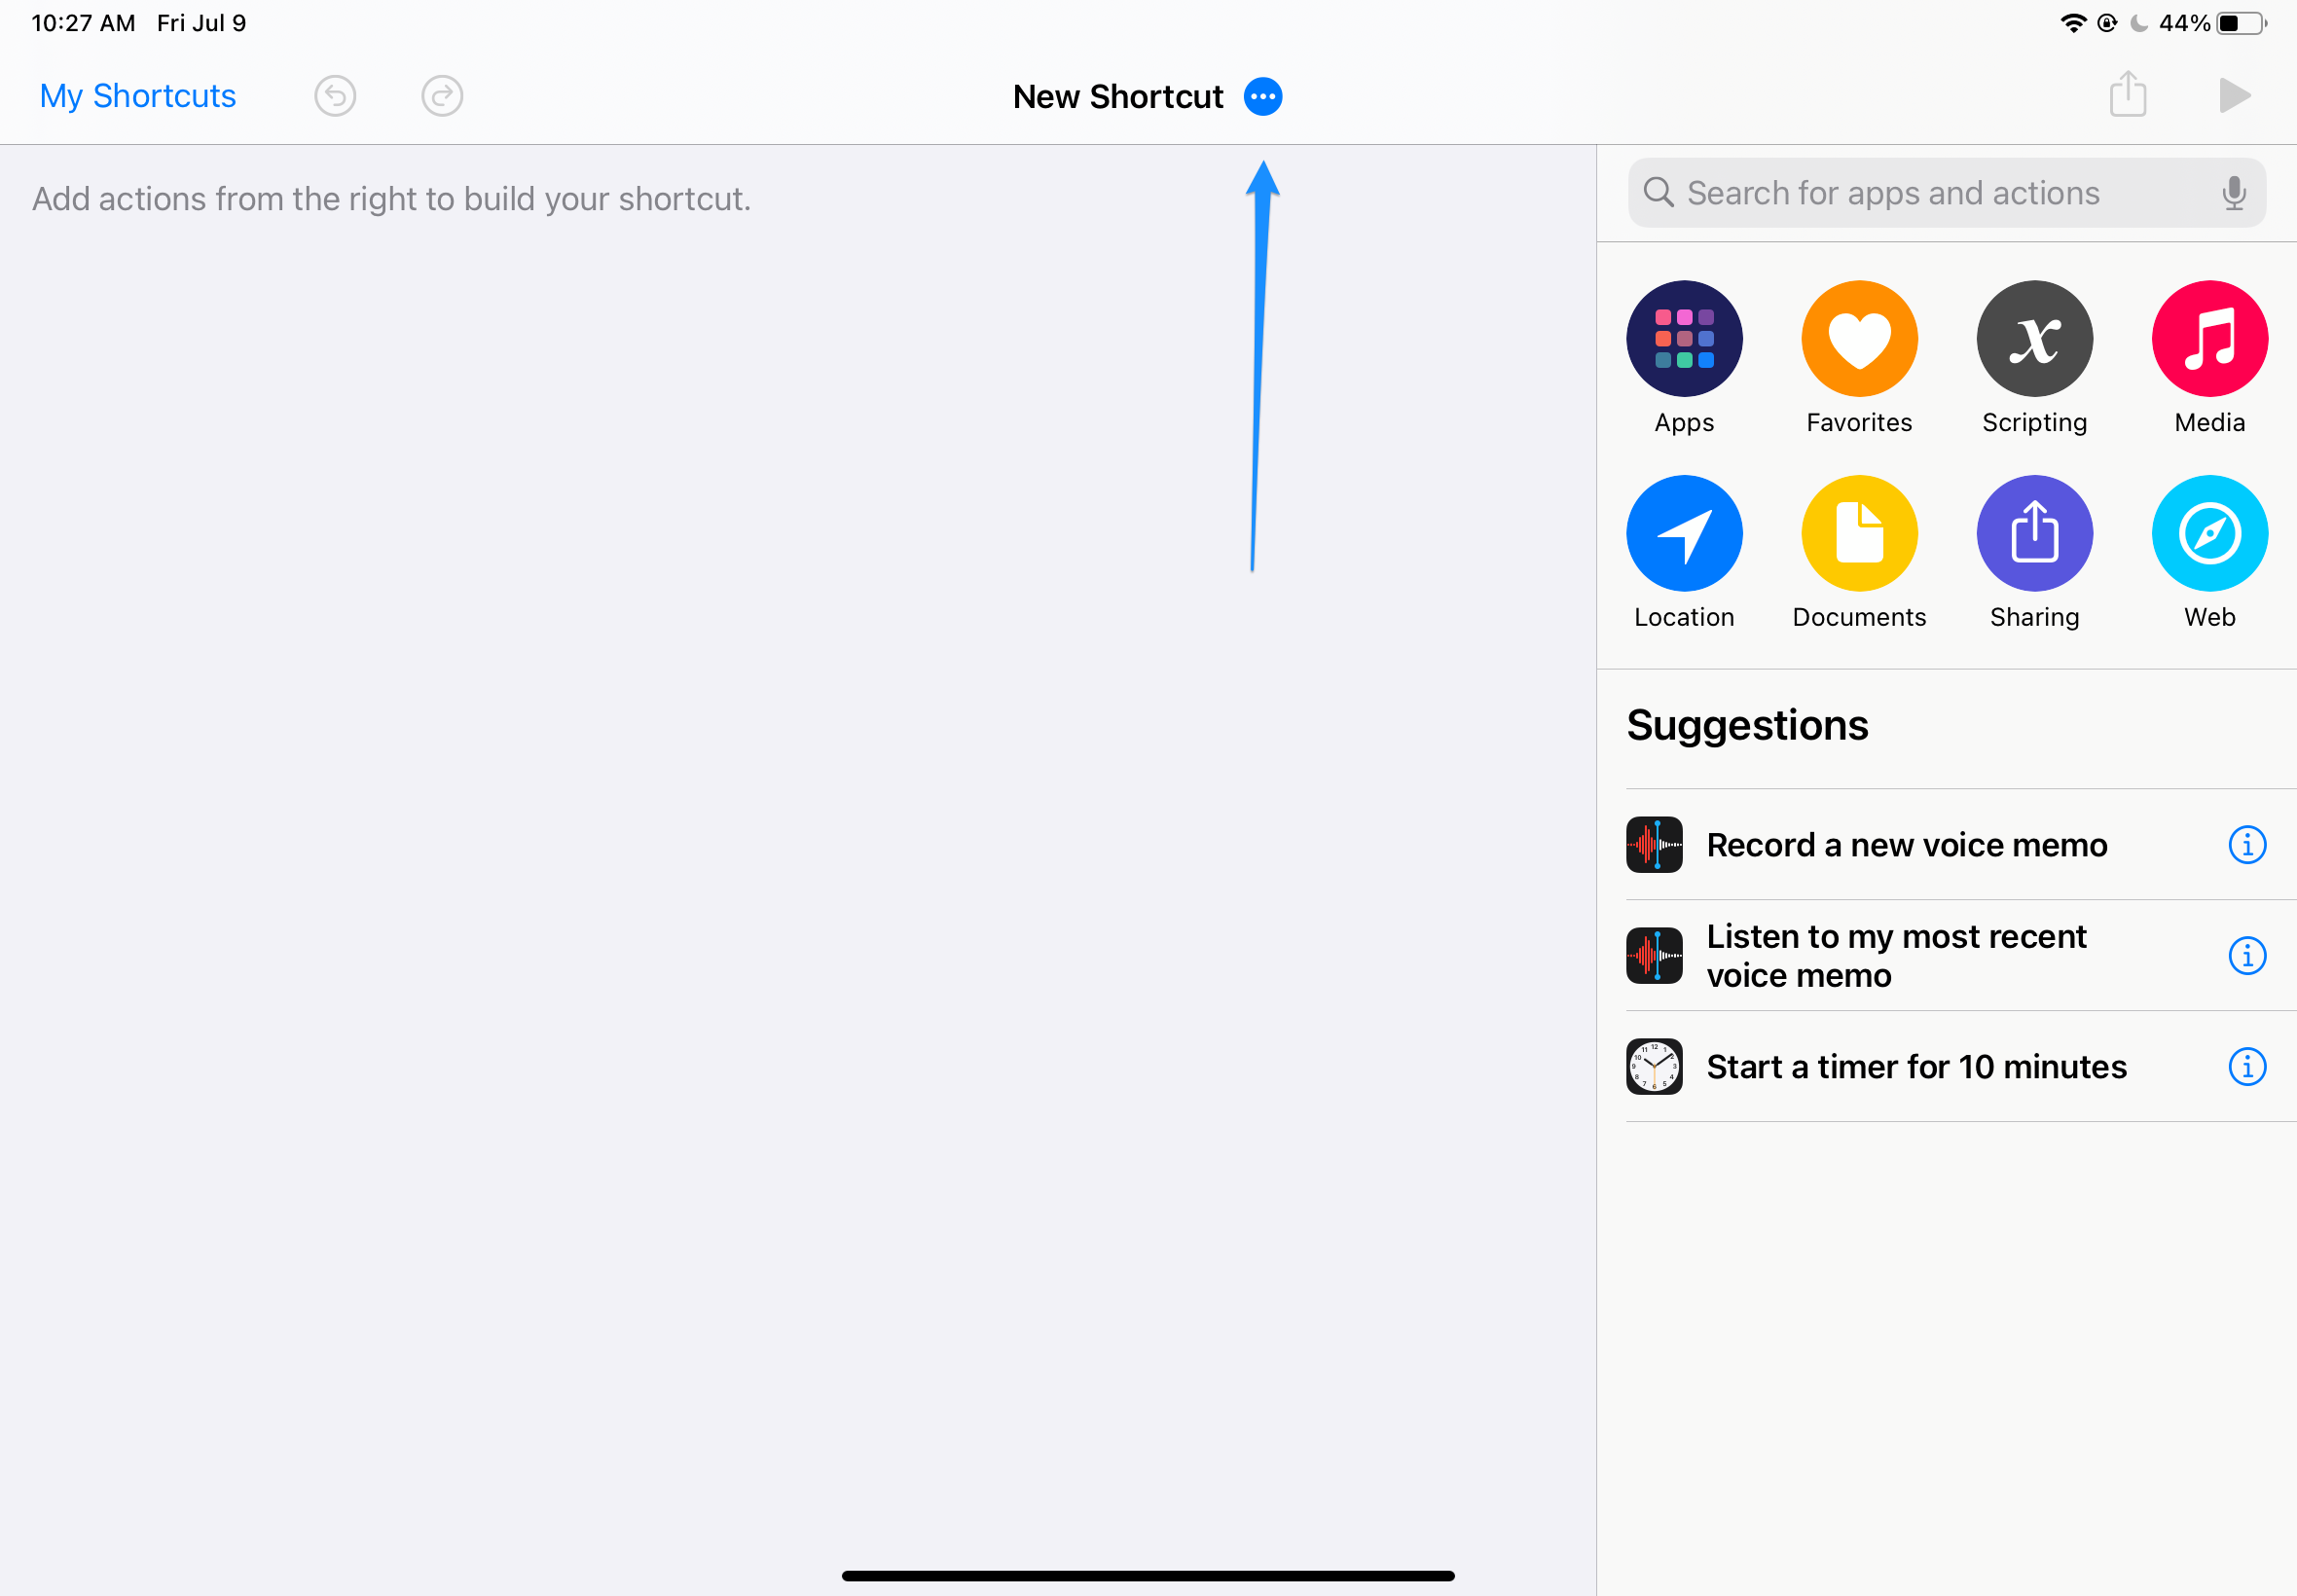 10:27 AM Fri Jul 9
44%
My Shortcuts
New Shortcut
Add actions from the right to build your shortcut.
Search for apps and actions
Apps Favorites Scripting Media
Location Documents Sharing Web
Suggestions
Record a new voice memo
Listen to my most recent
voice memo
Start a timer for 10 minutes